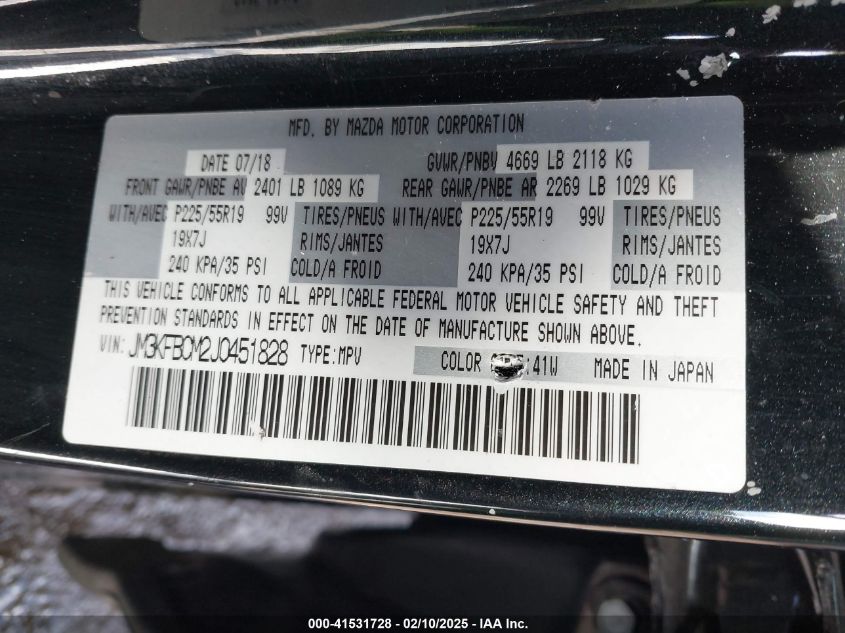 MFD. BY MAZDA MOTOR CORPORATION
DATE 07/18 GVWR/PNBV 4669 LB 2118 KG
FRONT GAWR/PNBE AV 2401 LB 1089 KG REAR GAWR/PNBE AR 2269 LB 1029 KG
WITH/AVEC P225/55R19 99V TIRES/PNEUS WITH/AVEC P225/55R19 99V TIRES/PNEUS
19X7J RIMS/JANTES 19X7J RIMS/JANTES
240 KPA/35 PSI COLD/A FROID 240 KPA/35 PSI COLD/A FROID
THIS VEHICLE CONFORMS TO ALL APPLICABLE FEDERAL MOTOR VEHICLE SAFETY AND THEFT
PREVENTION STANDARDS IN EFFECT ON THE DATE OF MANUFACTURE SHOWN ABOVE.
VIN: JM3KFBCM2J0451828 TYPE:MPV COLOR :41W MADE IN JAPAN
000-41531728 - 02/10/2025 - IAA Inc.